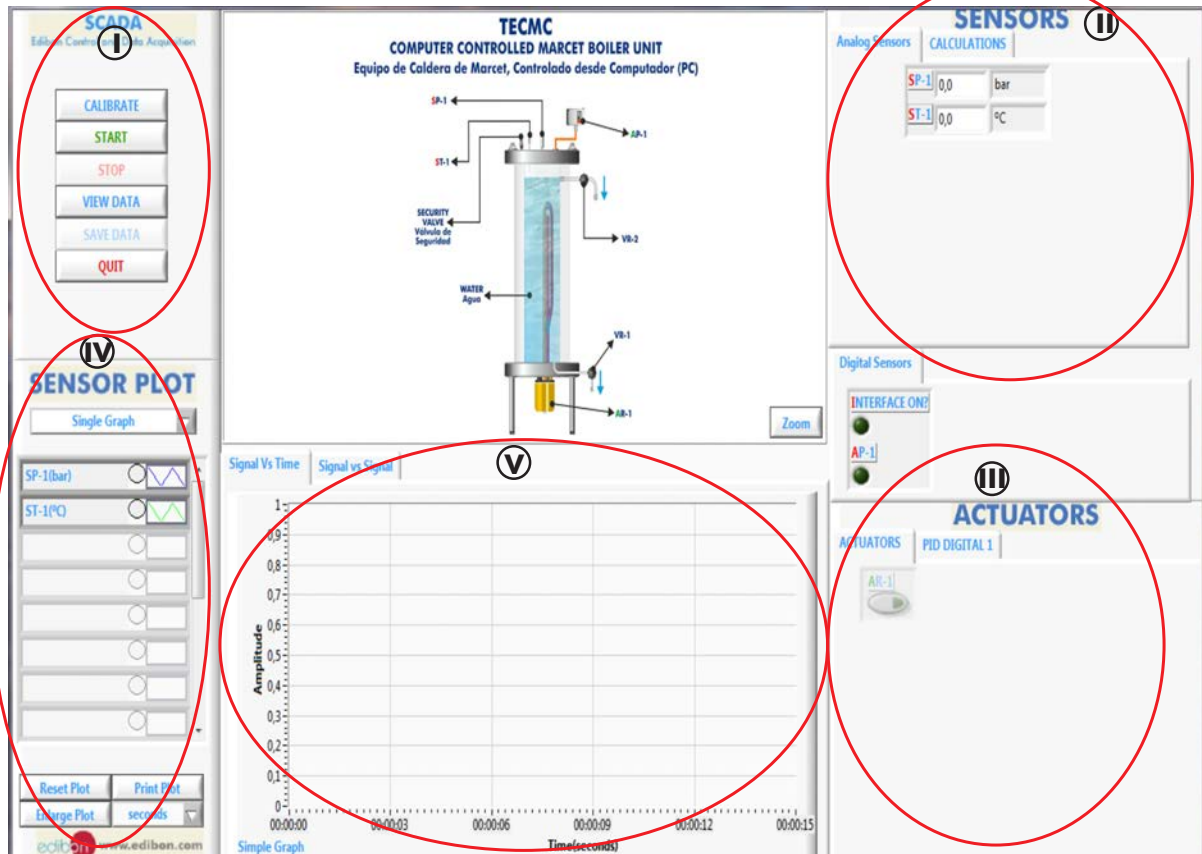 SCADA
Edibon Control and Data Acquisition
I
CALIBRATE
START
STOP
VIEW DATA
SAVE DATA
QUIT
TECMC
COMPUTER CONTROLLED MARCET BOILER UNIT
Equipo de Caldera de Marcet, Controlado desde Computador (PC)
SP-1
AP-1
ST-1
SECURITY
VALVE
Válvula de
Seguridad
VR-2
WATER
Agua
VR-1
AR-1
Zoom
SENSORS
II
Analog Sensors
CALCULATIONS
SP-1 0,0 bar
ST-1 0,0 ºC
Digital Sensors
INTERFACE ON?
AP-1
III
ACTUATORS
ACTUATORS
PID DIGITAL 1
AR-1
IV
SENSOR PLOT
Single Graph
SP-1(bar)
ST-1(ºC)
Reset Plot
Print Plot
Enlarge Plot
seconds
edibon www.edibon.com
Signal Vs Time
Signal vs Signal
V
Amplitude
1
0,9
0,8
0,7
0,6
0,5
0,4
0,3
0,2
0,1
0
00:00:00 00:00:03 00:00:06 00:00:09 00:00:12 00:00:15
Simple Graph
Time(seconds)